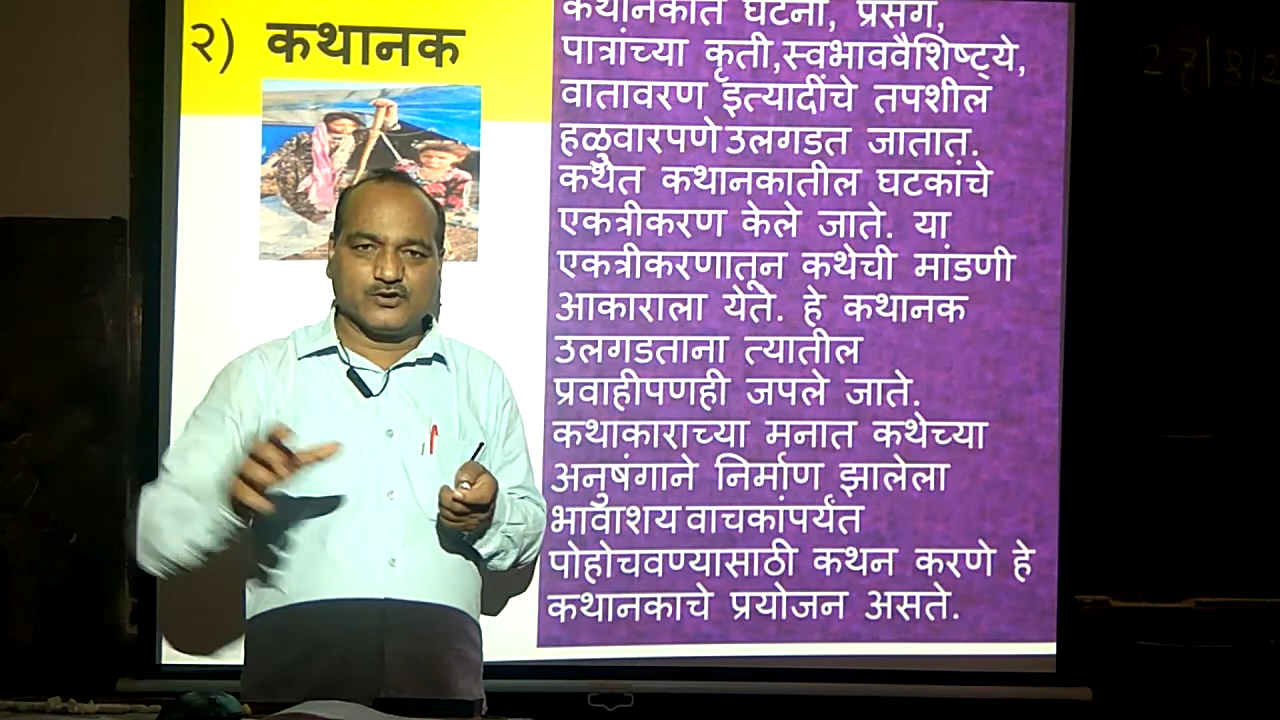 २) कथानक
कथानकात घटना, प्रसंग,
पात्रांच्या कृती,स्वभाववैशिष्ट्ये,
वातावरण इत्यादींचे तपशील
हळुवारपणे उलगडत जातात.
कथेत कथानकातील घटकांचे
एकत्रीकरण केले जाते. या
एकत्रीकरणातून कथेची मांडणी
आकाराला येते. हे कथानक
उलगडताना त्यातील
प्रवाहीपणही जपले जाते.
कथाकाराच्या मनात कथेच्या
अनुषंगाने निर्माण झालेला
भावाशय वाचकांपर्यंत
पोहोचवण्यासाठी कथन करणे हे
कथानकाचे प्रयोजन असते.